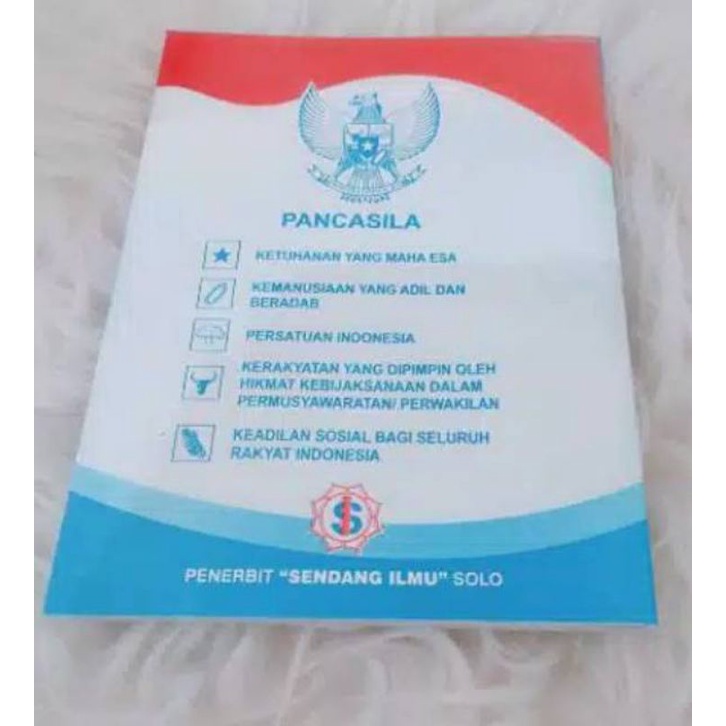 PANCASILA
KETUHANAN YANG MAHA ESA
KEMANUSIAAN YANG ADIL DAN
BERADAB
PERSATUAN INDONESIA
KERAKYATAN YANG DIPIMPIN OLEH
HIKMAT KEBIJAKSANAAN DALAM
PERMUSYAWARATAN/ PERWAKILAN
KEADILAN SOSIAL BAGI SELURUH
RAKYAT INDONESIA
PENERBIT "SENDANG ILMU" SOLO